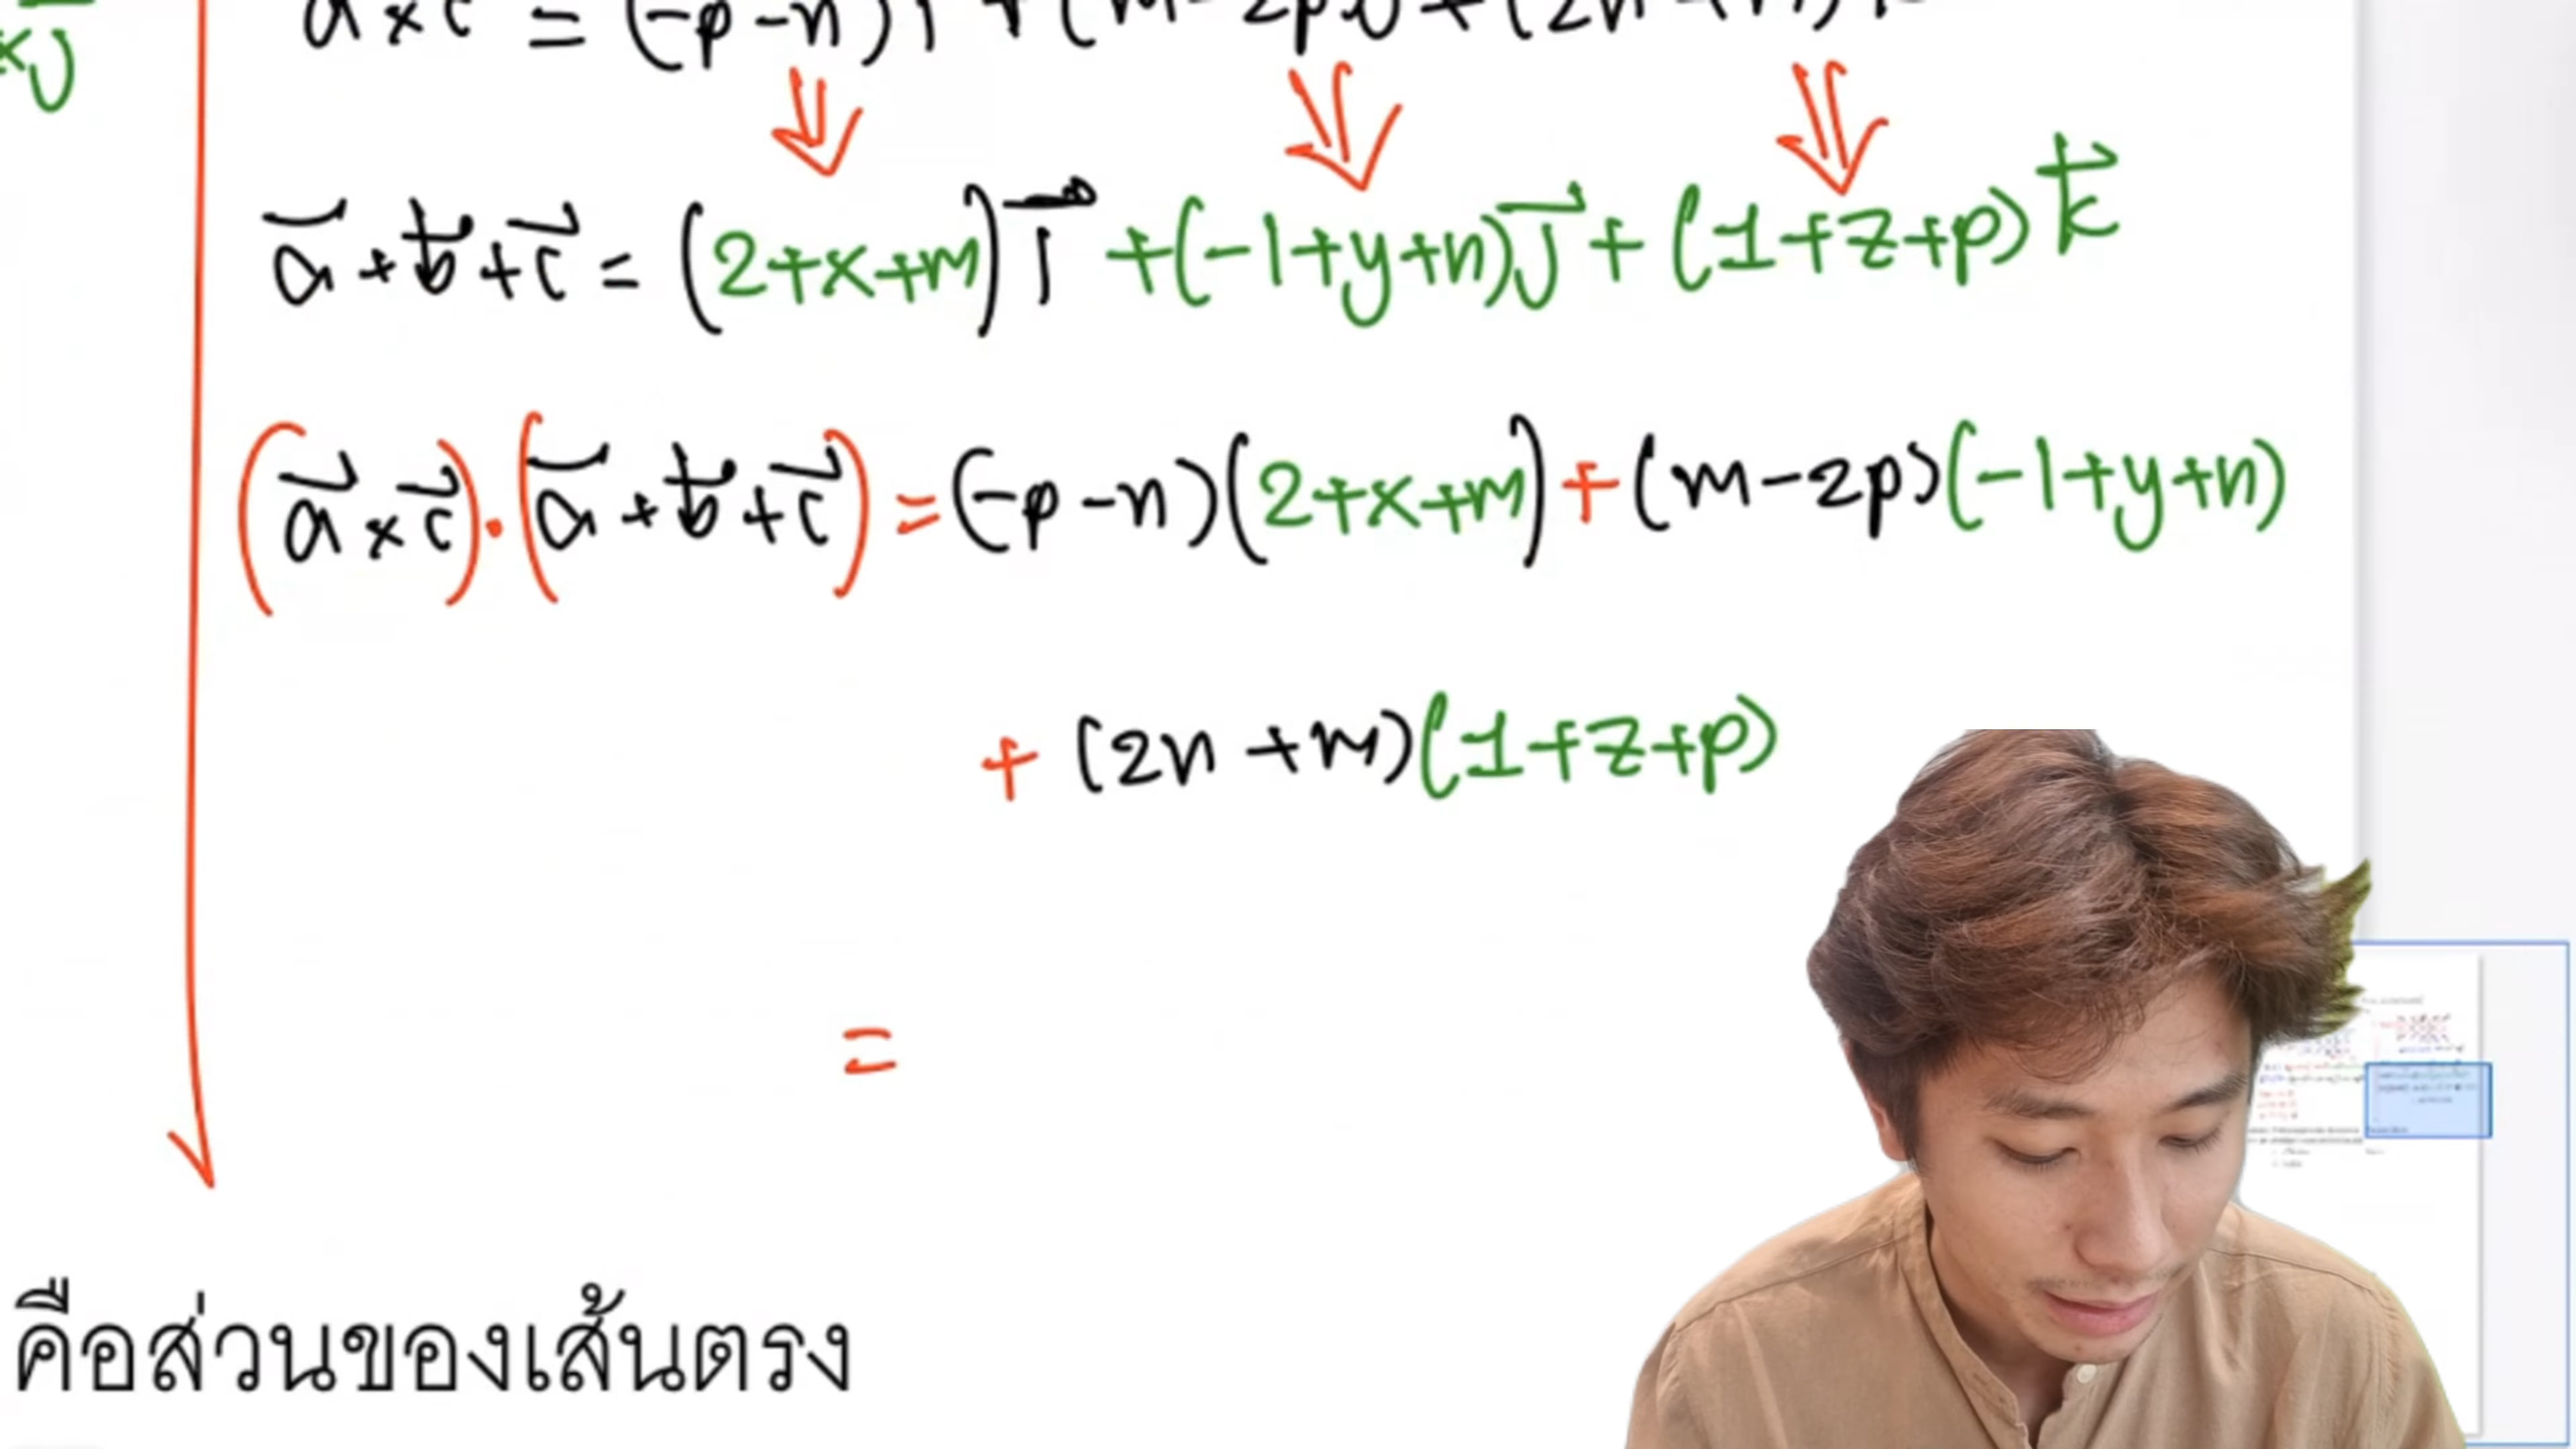 xj⃗
a⃗×c⃗ = (-p-n)i⃗ + (m-2p)j⃗ + (2n+m)k⃗
a⃗+b⃗+c⃗ = (2+x+m)i⃗ +(-1+y+n)j⃗ + (1+z+p)k⃗
(a⃗×c⃗)·(a⃗+b⃗+c⃗) = (-p-n)(2+x+m) + (m-2p)(-1+y+n)
+ (2n+m)(1+z+p)
=
คือส่วนของเส้นตรง